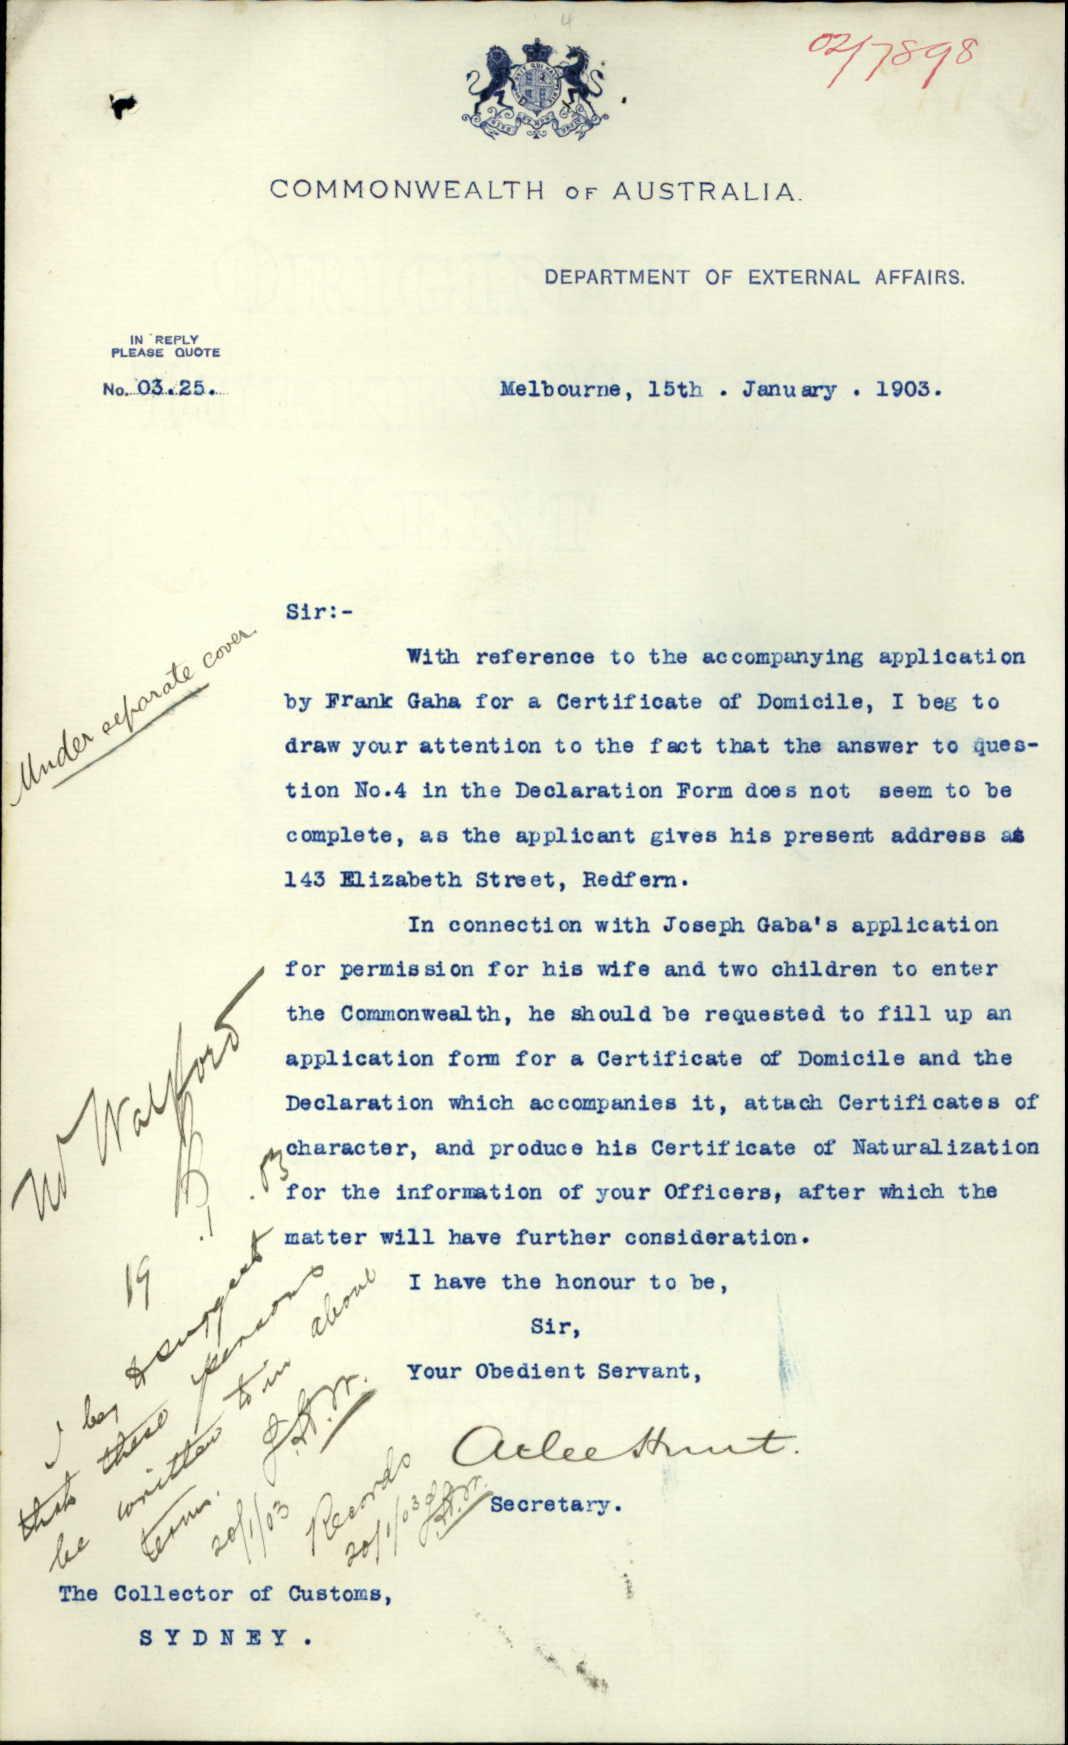 4
02/7898
COMMONWEALTH OF AUSTRALIA.
DEPARTMENT OF EXTERNAL AFFAIRS.
IN REPLY
PLEASE QUOTE
No. 03.25.
Melbourne, 15th . January . 1903.
Sir:-
Under separate cover.
With reference to the accompanying application
by Frank Gaha for a Certificate of Domicile, I beg to
draw your attention to the fact that the answer to ques-
tion No.4 in the Declaration Form does not seem to be
complete, as the applicant gives his present address as
143 Elizabeth Street, Redfern.
In connection with Joseph Gaba's application
for permission for his wife and two children to enter
the Commonwealth, he should be requested to fill up an
application form for a Certificate of Domicile and the
Declaration which accompanies it, attach Certificates of
character, and produce his Certificate of Naturalization
for the information of your Officers, after which the
matter will have further consideration.
I have the honour to be,
Sir,
Your Obedient Servant,
Atlee Hunt.
Secretary.
W Walford
19 . 1 . 03
I beg to suggest
that these persons
be written to in above
terms.
20/1/03
Records
20/1/03
The Collector of Customs,
SYDNEY.